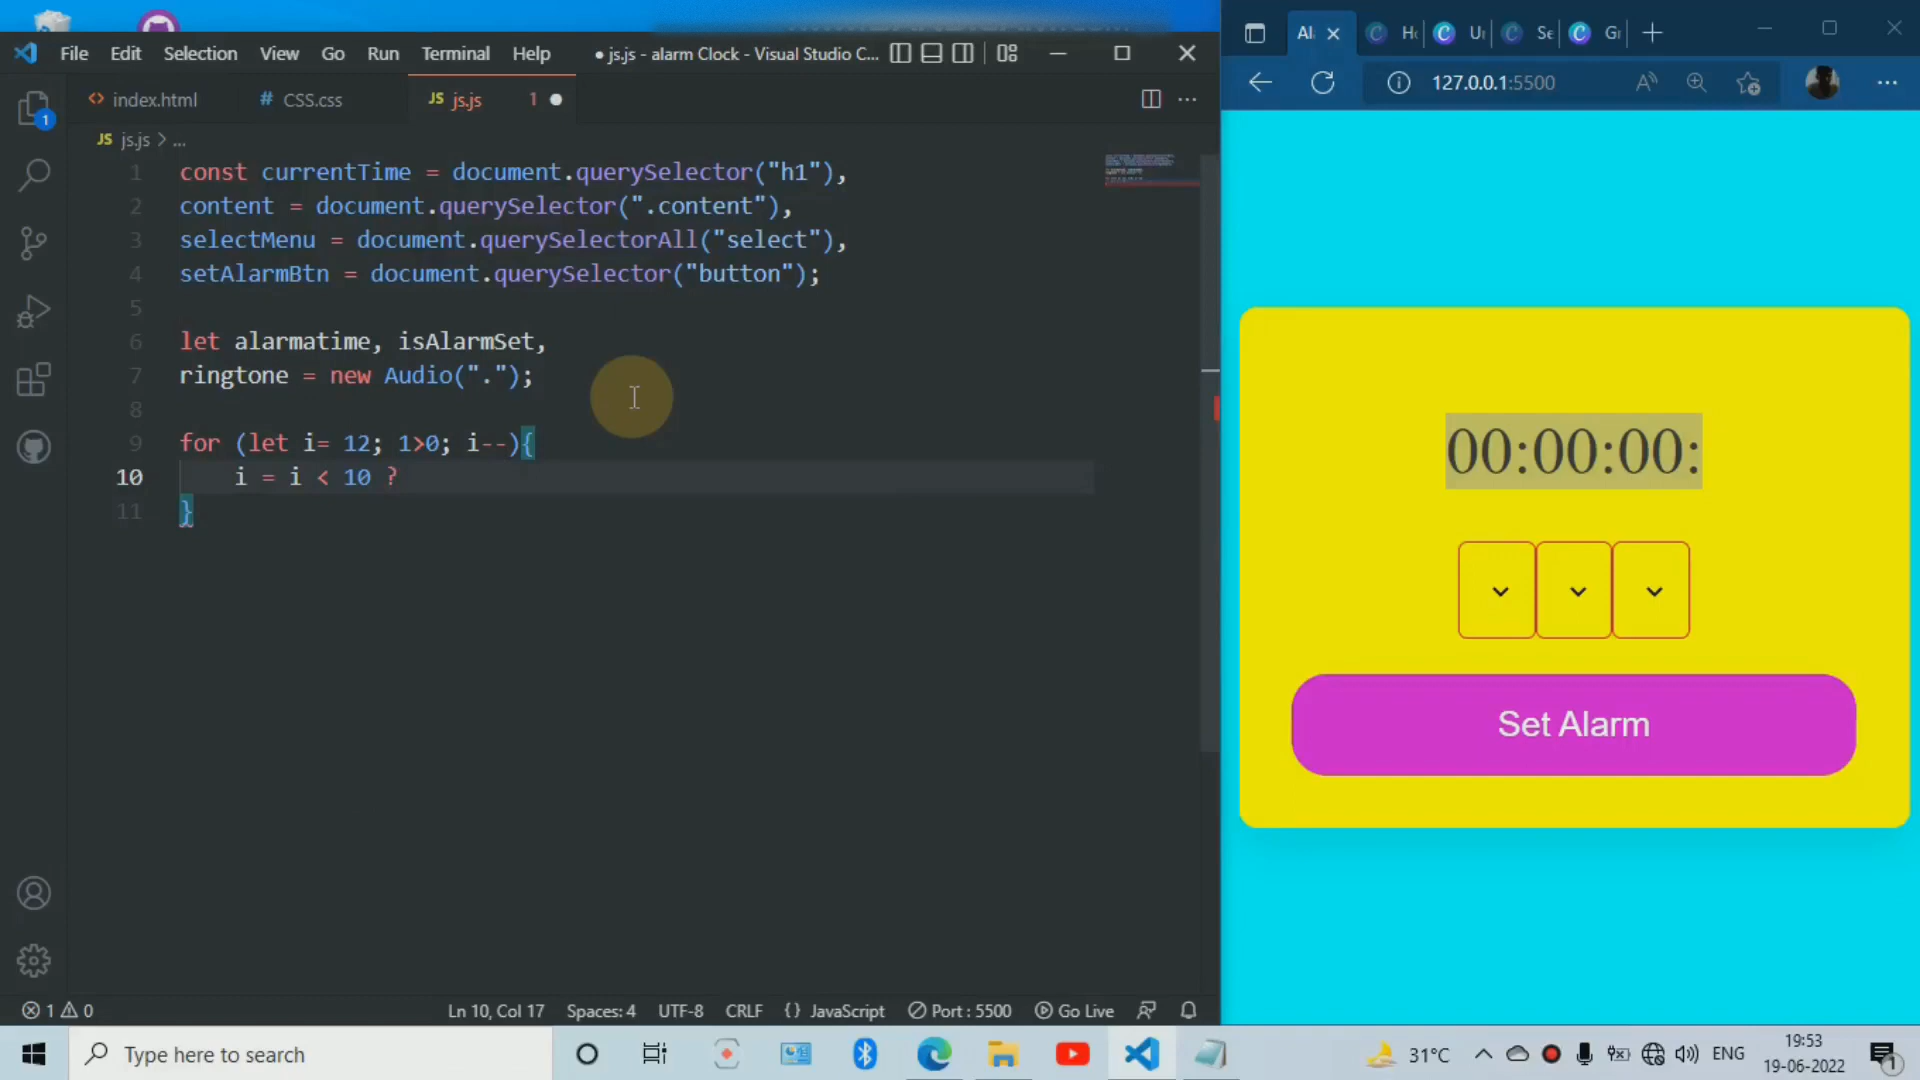 File Edit Selection View Go Run Terminal Help
● js.js - alarm Clock - Visual Studio C...
index.html
# CSS.css
JS js.js 1 ●
JS js.js > ...
1 const currentTime = document.querySelector("h1"),
2 content = document.querySelector(".content"),
3 selectMenu = document.querySelectorAll("select"),
4 setAlarmBtn = document.querySelector("button");
5
6 let alarmatime, isAlarmSet,
7 ringtone = new Audio(".");
8
9 for (let i= 12; 1>0; i--){
10 i = i < 10 ?
11 }
1
1 0
Ln 10, Col 17 Spaces: 4 UTF-8 CRLF {} JavaScript Port : 5500 Go Live
127.0.0.1:5500
00:00:00:
Set Alarm
Type here to search
31°C
ENG
19:53
19-06-2022
1